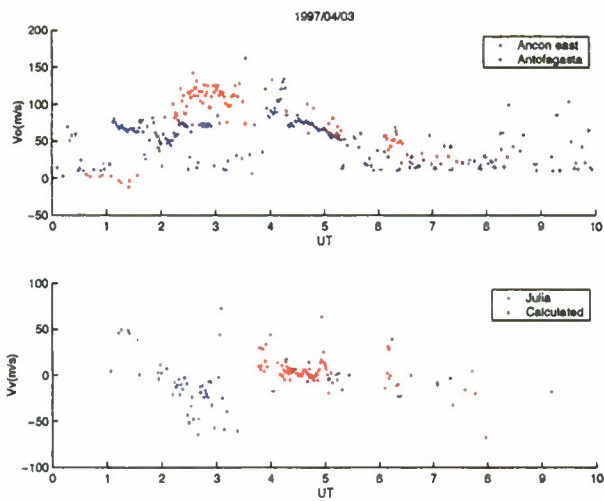 1997/04/03
200
150
100
50
0
-50
Vo(m/s)
Ancon east
Antofagasta
0 1 2 3 4 5 6 7 8 9 10
UT
100
50
0
-50
-100
Vv(m/s)
Julia
Calculated
0 1 2 3 4 5 6 7 8 9 10
UT